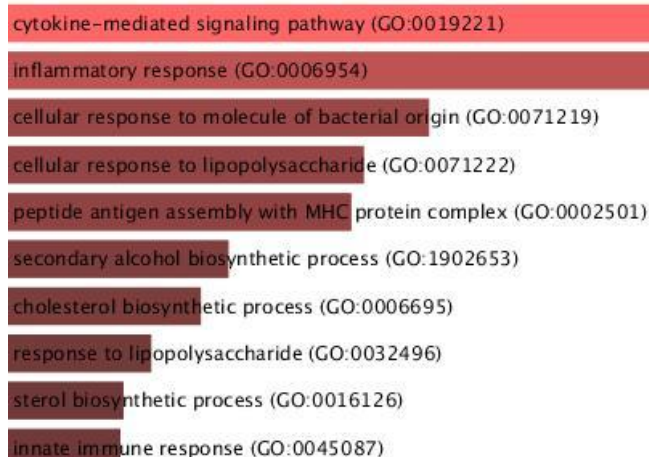 cytokine-mediated signaling pathway (GO:0019221)
inflammatory response (GO:0006954)
cellular response to molecule of bacterial origin (GO:0071219)
cellular response to lipopolysaccharide (GO:0071222)
peptide antigen assembly with MHC protein complex (GO:0002501)
secondary alcohol biosynthetic process (GO:1902653)
cholesterol biosynthetic process (GO:0006695)
response to lipopolysaccharide (GO:0032496)
sterol biosynthetic process (GO:0016126)
innate immune response (GO:0045087)